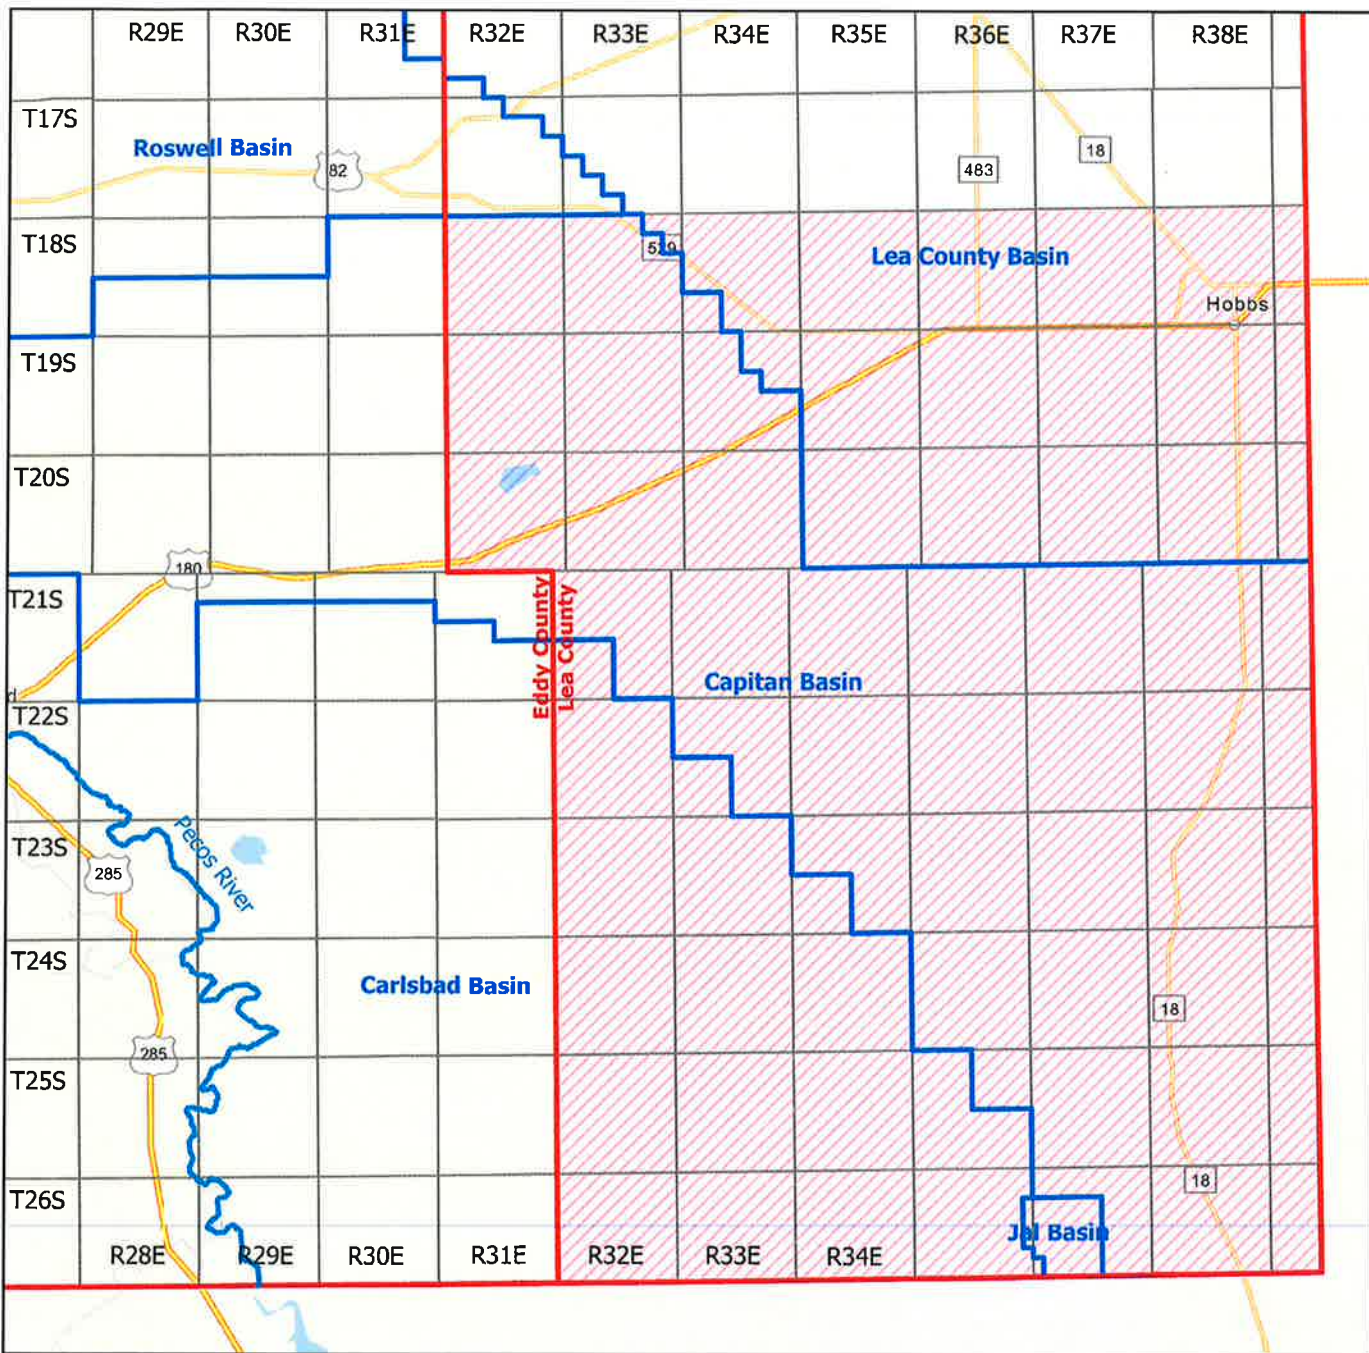 R29E R30E R31E R32E R33E R34E R35E R36E R37E R38E
T17S
Roswell Basin
82
483
18
T18S
529
Lea County Basin
Hobbs
T19S
T20S
180
T21S
Eddy County
Lea County
Capitan Basin
d
T22S
T23S
Pecos River
285
T24S
Carlsbad Basin
18
285
T25S
T26S
18
Jal Basin
R28E R29E R30E R31E R32E R33E R34E